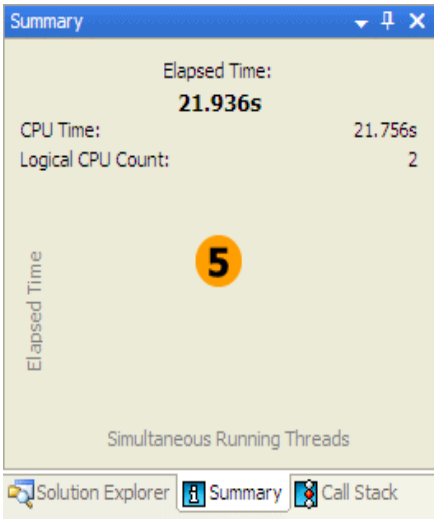 Summary
Elapsed Time:
21.936s
CPU Time: 21.756s
Logical CPU Count: 2
Elapsed Time
5
Simultaneous Running Threads
Solution Explorer Summary Call Stack